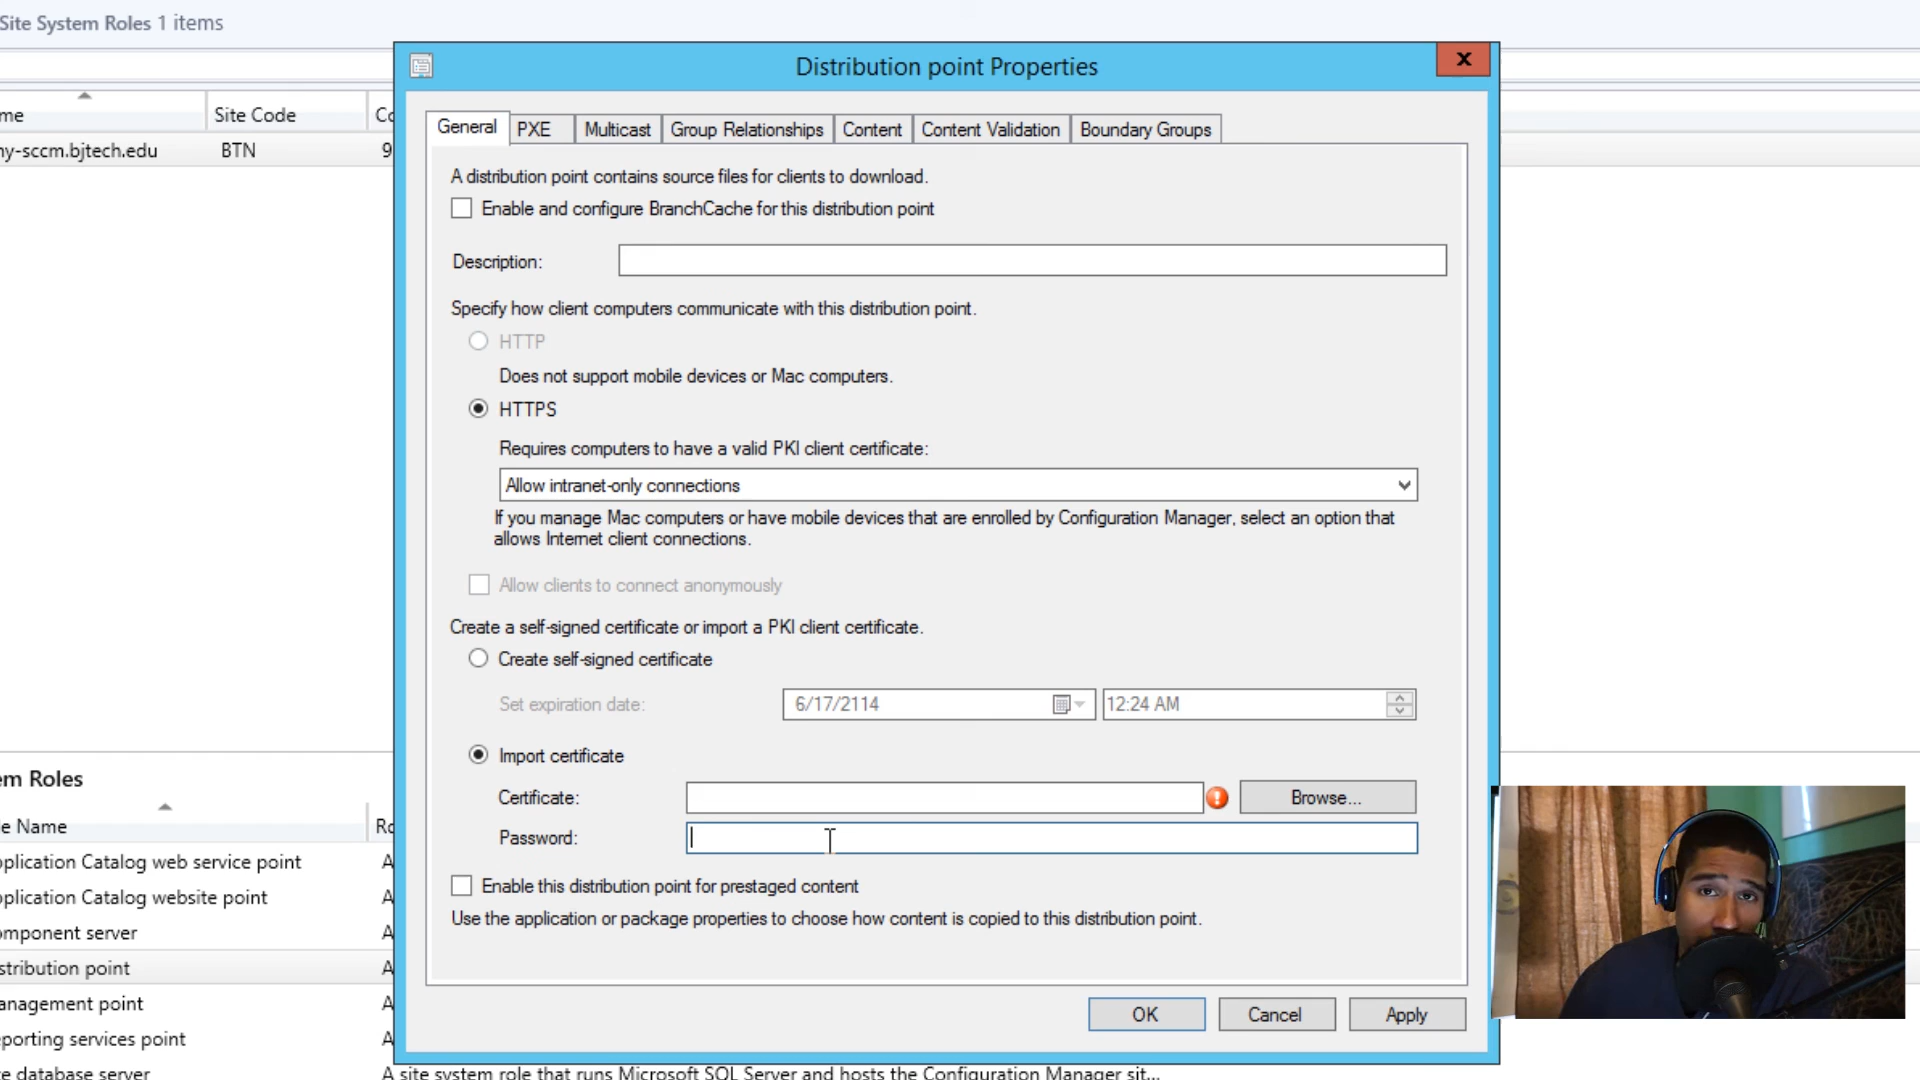 Site System Roles 1 items
Distribution point Properties
me
Site Code
Co
ny-sccm.bjtech.edu
BTN
9
General
PXE
Multicast
Group Relationships
Content
Content Validation
Boundary Groups
A distribution point contains source files for clients to download.
Enable and configure BranchCache for this distribution point
Description:
Specify how client computers communicate with this distribution point.
HTTP
Does not support mobile devices or Mac computers.
HTTPS
Requires computers to have a valid PKI client certificate:
Allow intranet-only connections
If you manage Mac computers or have mobile devices that are enrolled by Configuration Manager, select an option that
allows Internet client connections.
Allow clients to connect anonymously
Create a self-signed certificate or import a PKI client certificate.
Create self-signed certificate
Set expiration date:
6/17/2114
12:24 AM
Import certificate
Certificate:
Browse...
Password:
Enable this distribution point for prestaged content
Use the application or package properties to choose how content is copied to this distribution point.
OK
Cancel
Apply
em Roles
le Name
Ro
pplication Catalog web service point
A
pplication Catalog website point
A
omponent server
A
stribution point
A
anagement point
A
eporting services point
A
te database server
A site system role that runs Microsoft SQL Server and hosts the Configuration Manager sit...